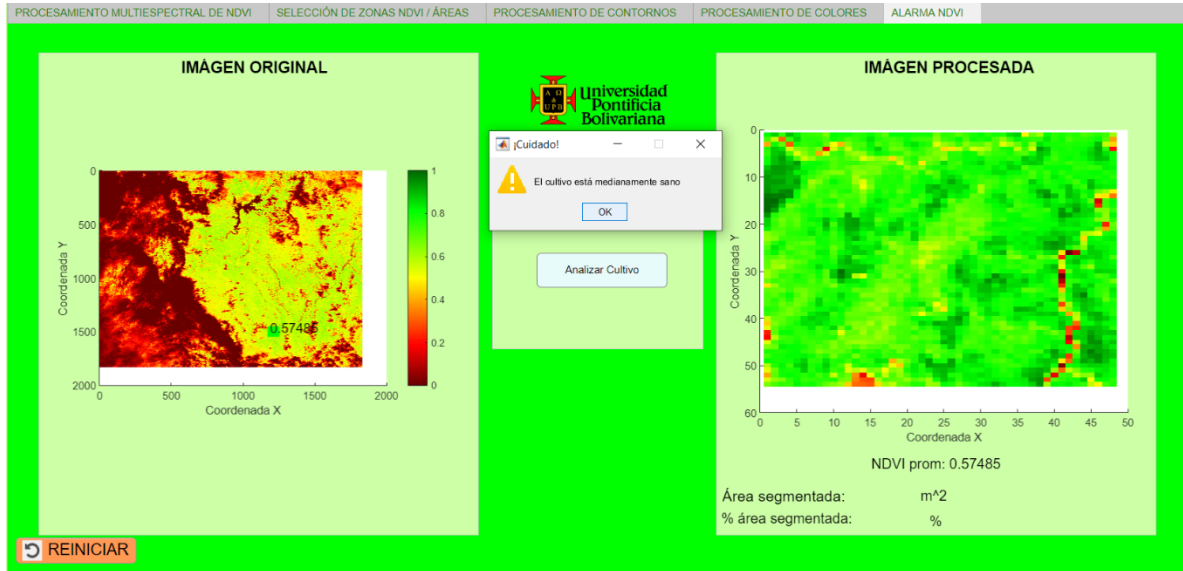 PROCESAMIENTO MULTIESPECTRAL DE NDVI
SELECCIÓN DE ZONAS NDVI / ÁREAS
PROCESAMIENTO DE CONTORNOS
PROCESAMIENTO DE COLORES
ALARMA NDVI
IMÁGEN ORIGINAL
0
500
1000
1500
2000
Coordenada Y
0.57485
0
500
1000
1500
2000
Coordenada X
1
0.8
0.6
0.4
0.2
0
A O
&
UPB
Universidad
Pontificia
Bolivariana
¡Cuidado!
El cultivo está medianamente sano
OK
Analizar Cultivo
IMÁGEN PROCESADA
0
10
20
30
40
50
60
Coordenada Y
0
5
10
15
20
25
30
35
40
45
50
Coordenada X
NDVI prom: 0.57485
Área segmentada: m^2
% área segmentada: %
REINICIAR